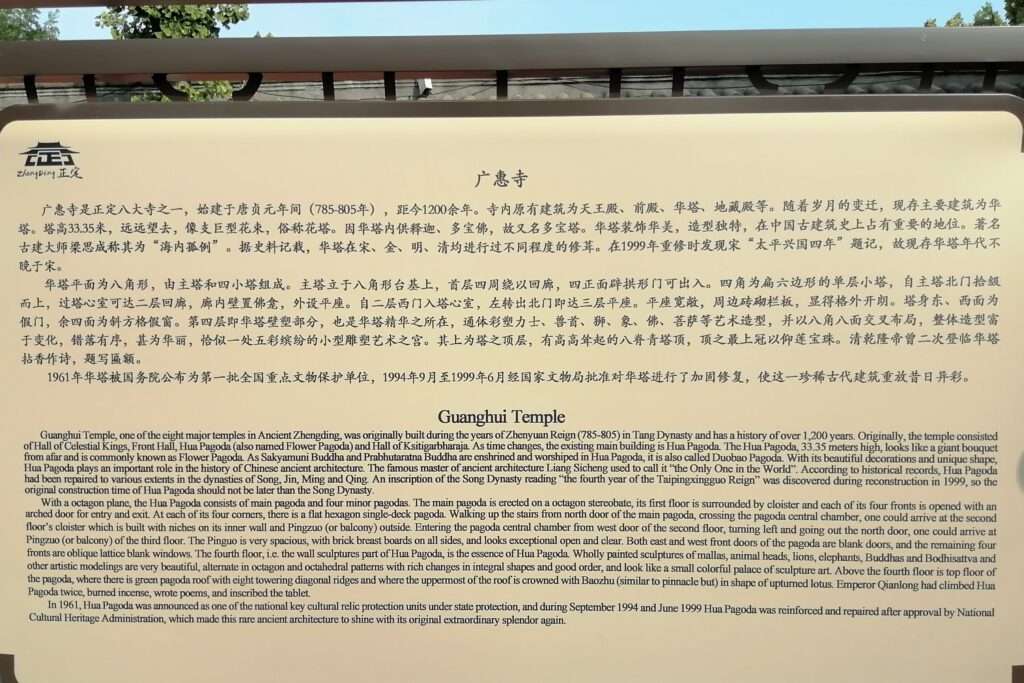 Zhengding 正定
广惠寺
广惠寺是正定八大寺之一，始建于唐贞元年间（785-805年），距今1200余年。寺内原有建筑为天王殿、前殿、华塔、地藏殿等。随着岁月的变迁，现存主要建筑为华
塔。塔高33.35米，远远望去，像支巨型花束，俗称花塔。因华塔内供释迦、多宝佛，故又名多宝塔。华塔装饰华美，造型独特，在中国古建筑史上占有重要的地位。著名
古建大师梁思成称其为“海内孤例”。据史料记载，华塔在宋、金、明、清均进行过不同程度的修葺。在1999年重修时发现宋“太平兴国四年”题记，故现存华塔年代不
晚于宋。
华塔平面为八角形，由主塔和四小塔组成。主塔立于八角形台基上，首层四周绕以回廊，四正面辟拱形门可出入。四角为扁六边形的单层小塔，自主塔北门拾级
而上，过塔心室可达二层回廊，廊内壁置佛龛，外设平座。自二层西门入塔心室，左转出北门即达三层平座。平座宽敞，周边砖砌栏板，显得格外开朗。塔身东、西面为
假门，余四面为斜方格假窗。第四层即华塔壁塑部分，也是华塔精华之所在，通体彩塑力士、兽首、狮、象、佛、菩萨等艺术造型，并以八角八面交叉布局，整体造型富
于变化，错落有序，甚为华丽，恰似一处五彩缤纷的小型雕塑艺术之宫。其上为塔之顶层，有高高耸起的八脊青塔顶，顶之最上冠以仰莲宝珠。清乾隆帝曾二次登临华塔
拈香作诗，题写匾额。
1961年华塔被国务院公布为第一批全国重点文物保护单位，1994年9月至1999年6月经国家文物局批准对华塔进行了加固修复，使这一珍稀古代建筑重放昔日异彩。
Guanghui Temple
Guanghui Temple, one of the eight major temples in Ancient Zhengding, was originally built during the years of Zhenyuan Reign (785-805) in Tang Dynasty and has a history of over 1,200 years. Originally, the temple consisted
of Hall of Celestial Kings, Front Hall, Hua Pagoda (also named Flower Pagoda) and Hall of Ksitigarbharaja. As time changes, the existing main building is Hua Pagoda. The Hua Pagoda, 33.35 meters high, looks like a giant bouquet
from afar and is commonly known as Flower Pagoda. As Sakyamuni Buddha and Prabhutaratna Buddha are enshrined and worshiped in Hua Pagoda, it is also called Duobao Pagoda. With its beautiful decorations and unique shape,
Hua Pagoda plays an important role in the history of Chinese ancient architecture. The famous master of ancient architecture Liang Sicheng used to call it “the Only One in the World”. According to historical records, Hua Pagoda
had been repaired to various extents in the dynasties of Song, Jin, Ming and Qing. An inscription of the Song Dynasty reading “the fourth year of the Taipingxingguo Reign” was discovered during reconstruction in 1999, so the
original construction time of Hua Pagoda should not be later than the Song Dynasty.
With a octagon plane, the Hua Pagoda consists of main pagoda and four minor pagodas. The main pagoda is erected on a octagon stereobate, its first floor is surrounded by cloister and each of its four fronts is opened with an
arched door for entry and exit. At each of its four corners, there is a flat hexagon single-deck pagoda. Walking up the stairs from north door of the main pagoda, crossing the pagoda central chamber, one could arrive at the second
floor’s cloister which is built with niches on its inner wall and Pingzuo (or balcony) outside. Entering the pagoda central chamber from west door of the second floor, turning left and going out the north door, one could arrive at
Pingzuo (or balcony) of the third floor. The Pinguo is very spacious, with brick breast boards on all sides, and looks exceptional open and clear. Both east and west front doors of the pagoda are blank doors, and the remaining four
fronts are oblique lattice blank windows. The fourth floor, i.e. the wall sculptures part of Hua Pagoda, is the essence of Hua Pagoda. Wholly painted sculptures of mallas, animal heads, lions, elephants, Buddhas and Bodhisattva and
other artistic modelings are very beautiful, alternate in octagon and octahedral patterns with rich changes in integral shapes and good order, and look like a small colorful palace of sculpture art. Above the fourth floor is top floor of
the pagoda, where there is green pagoda roof with eight towering diagonal ridges and where the uppermost of the roof is crowned with Baozhu (similar to pinnacle but) in shape of upturned lotus. Emperor Qianlong had climbed Hua
Pagoda twice, burned incense, wrote poems, and inscribed the tablet.
In 1961, Hua Pagoda was announced as one of the national key cultural relic protection units under state protection, and during September 1994 and June 1999 Hua Pagoda was reinforced and repaired after approval by National
Cultural Heritage Administration, which made this rare ancient architecture to shine with its original extraordinary splendor again.